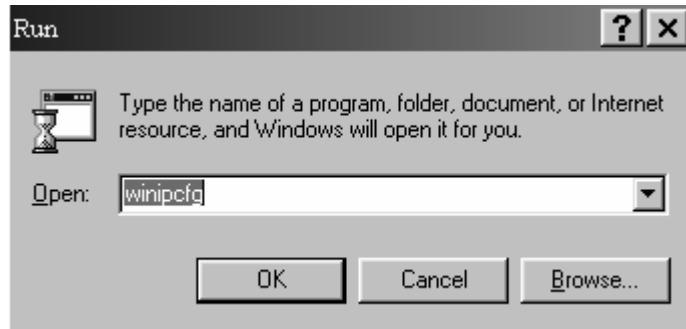 Run
Type the name of a program, folder, document, or Internet
resource, and Windows will open it for you.
Open: winipcfg
OK Cancel Browse...